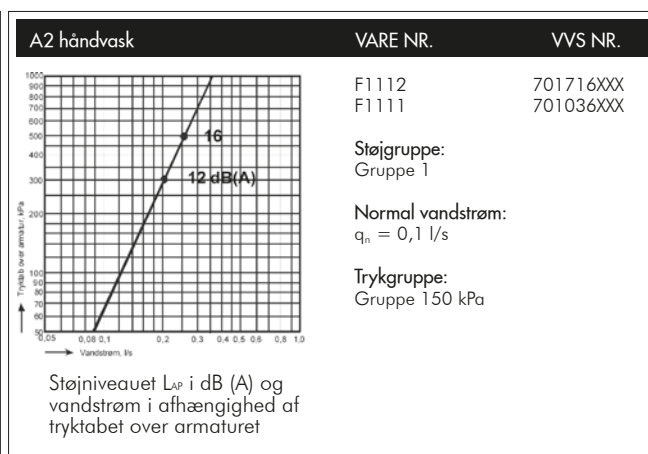 A2 håndvask VARE NR. VVS NR.
F1112 701716XXX
F1111 701036XXX
Støjgruppe:
Gruppe 1
Normal vandstrøm:
qn = 0,1 l/s
Trykgruppe:
Gruppe 150 kPa
Tryktab over armatur, kPa
1000
900
800
700
600
500
400
300
200
100
90
80
70
60
50
16
12 dB(A)
0,05 0,08 0,1 0,2 0,3 0,4 0,5 0,6 0,8 1,0
Vandstrøm, l/s
Støjniveauet LAP i dB (A) og
vandstrøm i afhængighed af
tryktabet over armaturet